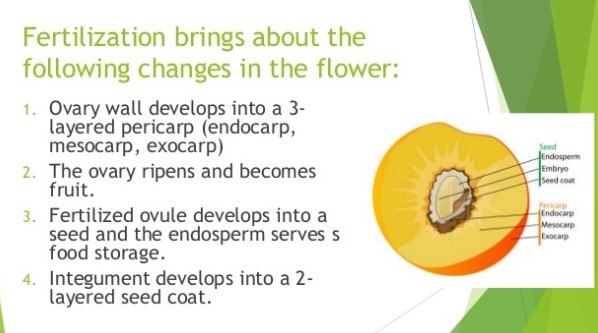 Fertilization brings about the
following changes in the flower:
1. Ovary wall develops into a 3-
layered pericarp (endocarp,
mesocarp, exocarp)
2. The ovary ripens and becomes
fruit.
3. Fertilized ovule develops into a
seed and the endosperm serves s
food storage.
4. Integument develops into a 2-
layered seed coat.
Seed
Endosperm
Embryo
Seed coat
Pericarp
Endocarp
Mesocarp
Exocarp